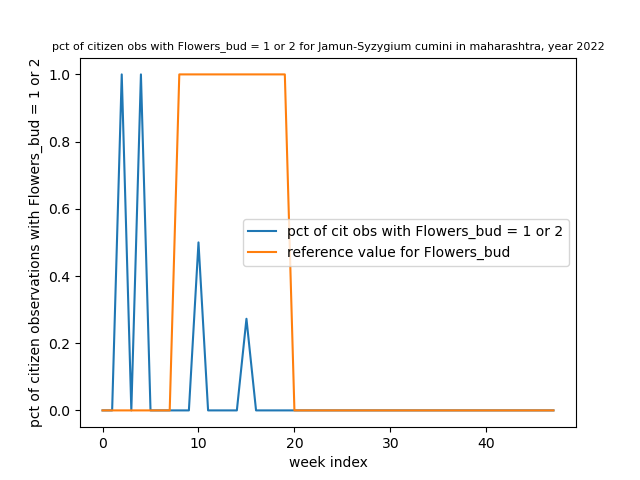 pct of citizen obs with Flowers_bud = 1 or 2 for Jamun-Syzygium cumini in maharashtra, year 2022
pct of citizen observations with Flowers_bud = 1 or 2
1.0
0.8
0.6
0.4
0.2
0.0
pct of cit obs with Flowers_bud = 1 or 2
reference value for Flowers_bud
0 10 20 30 40
week index